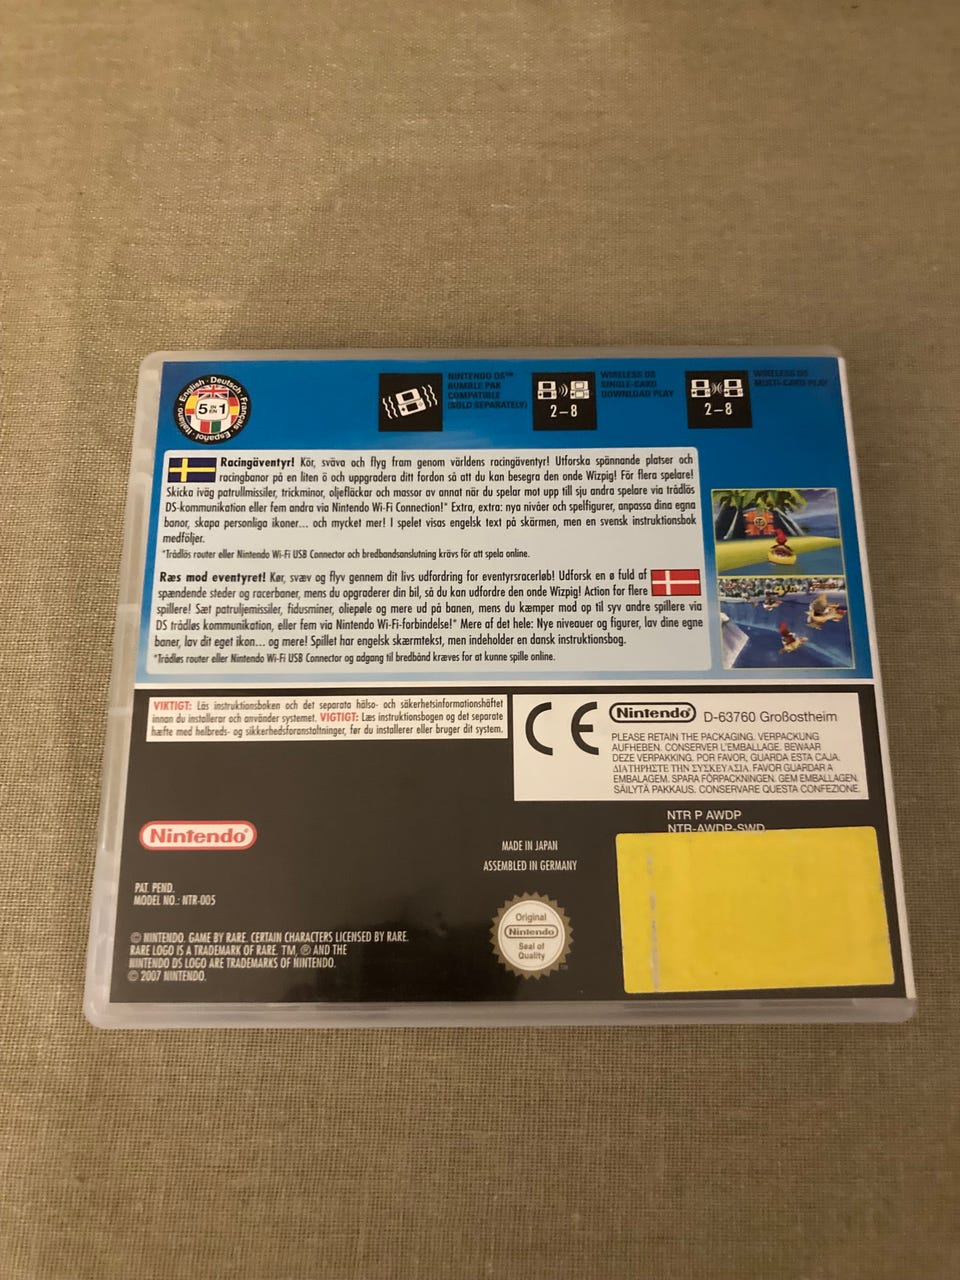 English · Deutsch · Français · Español · Italiano ·
5 IN EN 1
NINTENDO DS™
RUMBLE PAK
COMPATIBLE
(SOLD SEPARATELY)
2–8
WIRELESS DS
SINGLE-CARD
DOWNLOAD PLAY
2–8
WIRELESS DS
MULTI-CARD PLAY
Racingäventyr! Kör, sväva och flyg fram genom världens racingäventyr! Utforska spännande platser och
racingbanor på en liten ö och uppgradera ditt fordon så att du kan besegra den onde Wizpig! För flera spelare!
Skicka iväg patrullmissiler, trickminor, oljefläckar och massor av annat när du spelar mot upp till sju andra spelare via trådlös
DS-kommunikation eller fem andra via Nintendo Wi-Fi Connection!* Extra, extra: nya nivåer och spelfigurer, anpassa dina egna
banor, skapa personliga ikoner... och mycket mer! I spelet visas engelsk text på skärmen, men en svensk instruktionsbok
medföljer.
*Trådlös router eller Nintendo Wi-Fi USB Connector och bredbandsanslutning krävs för att spela online.
Ræs mod eventyret! Kør, svæv og flyv gennem dit livs udfordring for eventyrsracerløb! Udforsk en ø fuld af
spændende steder og racerbaner, mens du opgraderer din bil, så du kan udfordre den onde Wizpig! Action for flere
spillere! Sæt patruljemissiler, fidusminer, oliepøle og mere ud på banen, mens du kæmper mod op til syv andre spillere via
DS trådløs kommunikation, eller fem via Nintendo Wi-Fi-forbindelse!* Mere af det hele: Nye niveauer og figurer, lav dine egne
baner, lav dit eget ikon... og mere! Spillet har engelsk skærmtekst, men indeholder en dansk instruktionsbog.
*Trådløs router eller Nintendo Wi-Fi USB Connector og adgang til bredbånd kræves for at kunne spille online.
VIKTIGT: Läs instruktionsboken och det separata hälso- och säkerhetsinformationshäftet
innan du installerar och använder systemet. VIGTIGT: Læs instruktionsbogen og det separate
hæfte med helbreds- og sikkerhedsforanstaltninger, før du installerer eller bruger dit system.
CE Nintendo® D-63760 Großostheim
PLEASE RETAIN THE PACKAGING. VERPACKUNG
AUFHEBEN. CONSERVER L'EMBALLAGE. BEWAAR
DEZE VERPAKKING. POR FAVOR, GUARDA ESTA CAJA.
ΔΙΑΤΗΡΗΣΤΕ ΤΗΝ ΣΥΣΚΕΥΑΣΙΑ. FAVOR GUARDAR A
EMBALAGEM. SPARA FÖRPACKNINGEN. GEM EMBALLAGEN.
SÄILYTÄ PAKKAUS. CONSERVARE QUESTA CONFEZIONE.
NTR P AWDP
NTR-AWDP-SWD
Nintendo®
MADE IN JAPAN
ASSEMBLED IN GERMANY
PAT. PEND.
MODEL NO.: NTR-005
Original
Nintendo
Seal of
Quality
TM
© NINTENDO. GAME BY RARE. CERTAIN CHARACTERS LICENSED BY RARE.
RARE LOGO IS A TRADEMARK OF RARE. TM, ® AND THE
NINTENDO DS LOGO ARE TRADEMARKS OF NINTENDO.
© 2007 NINTENDO.